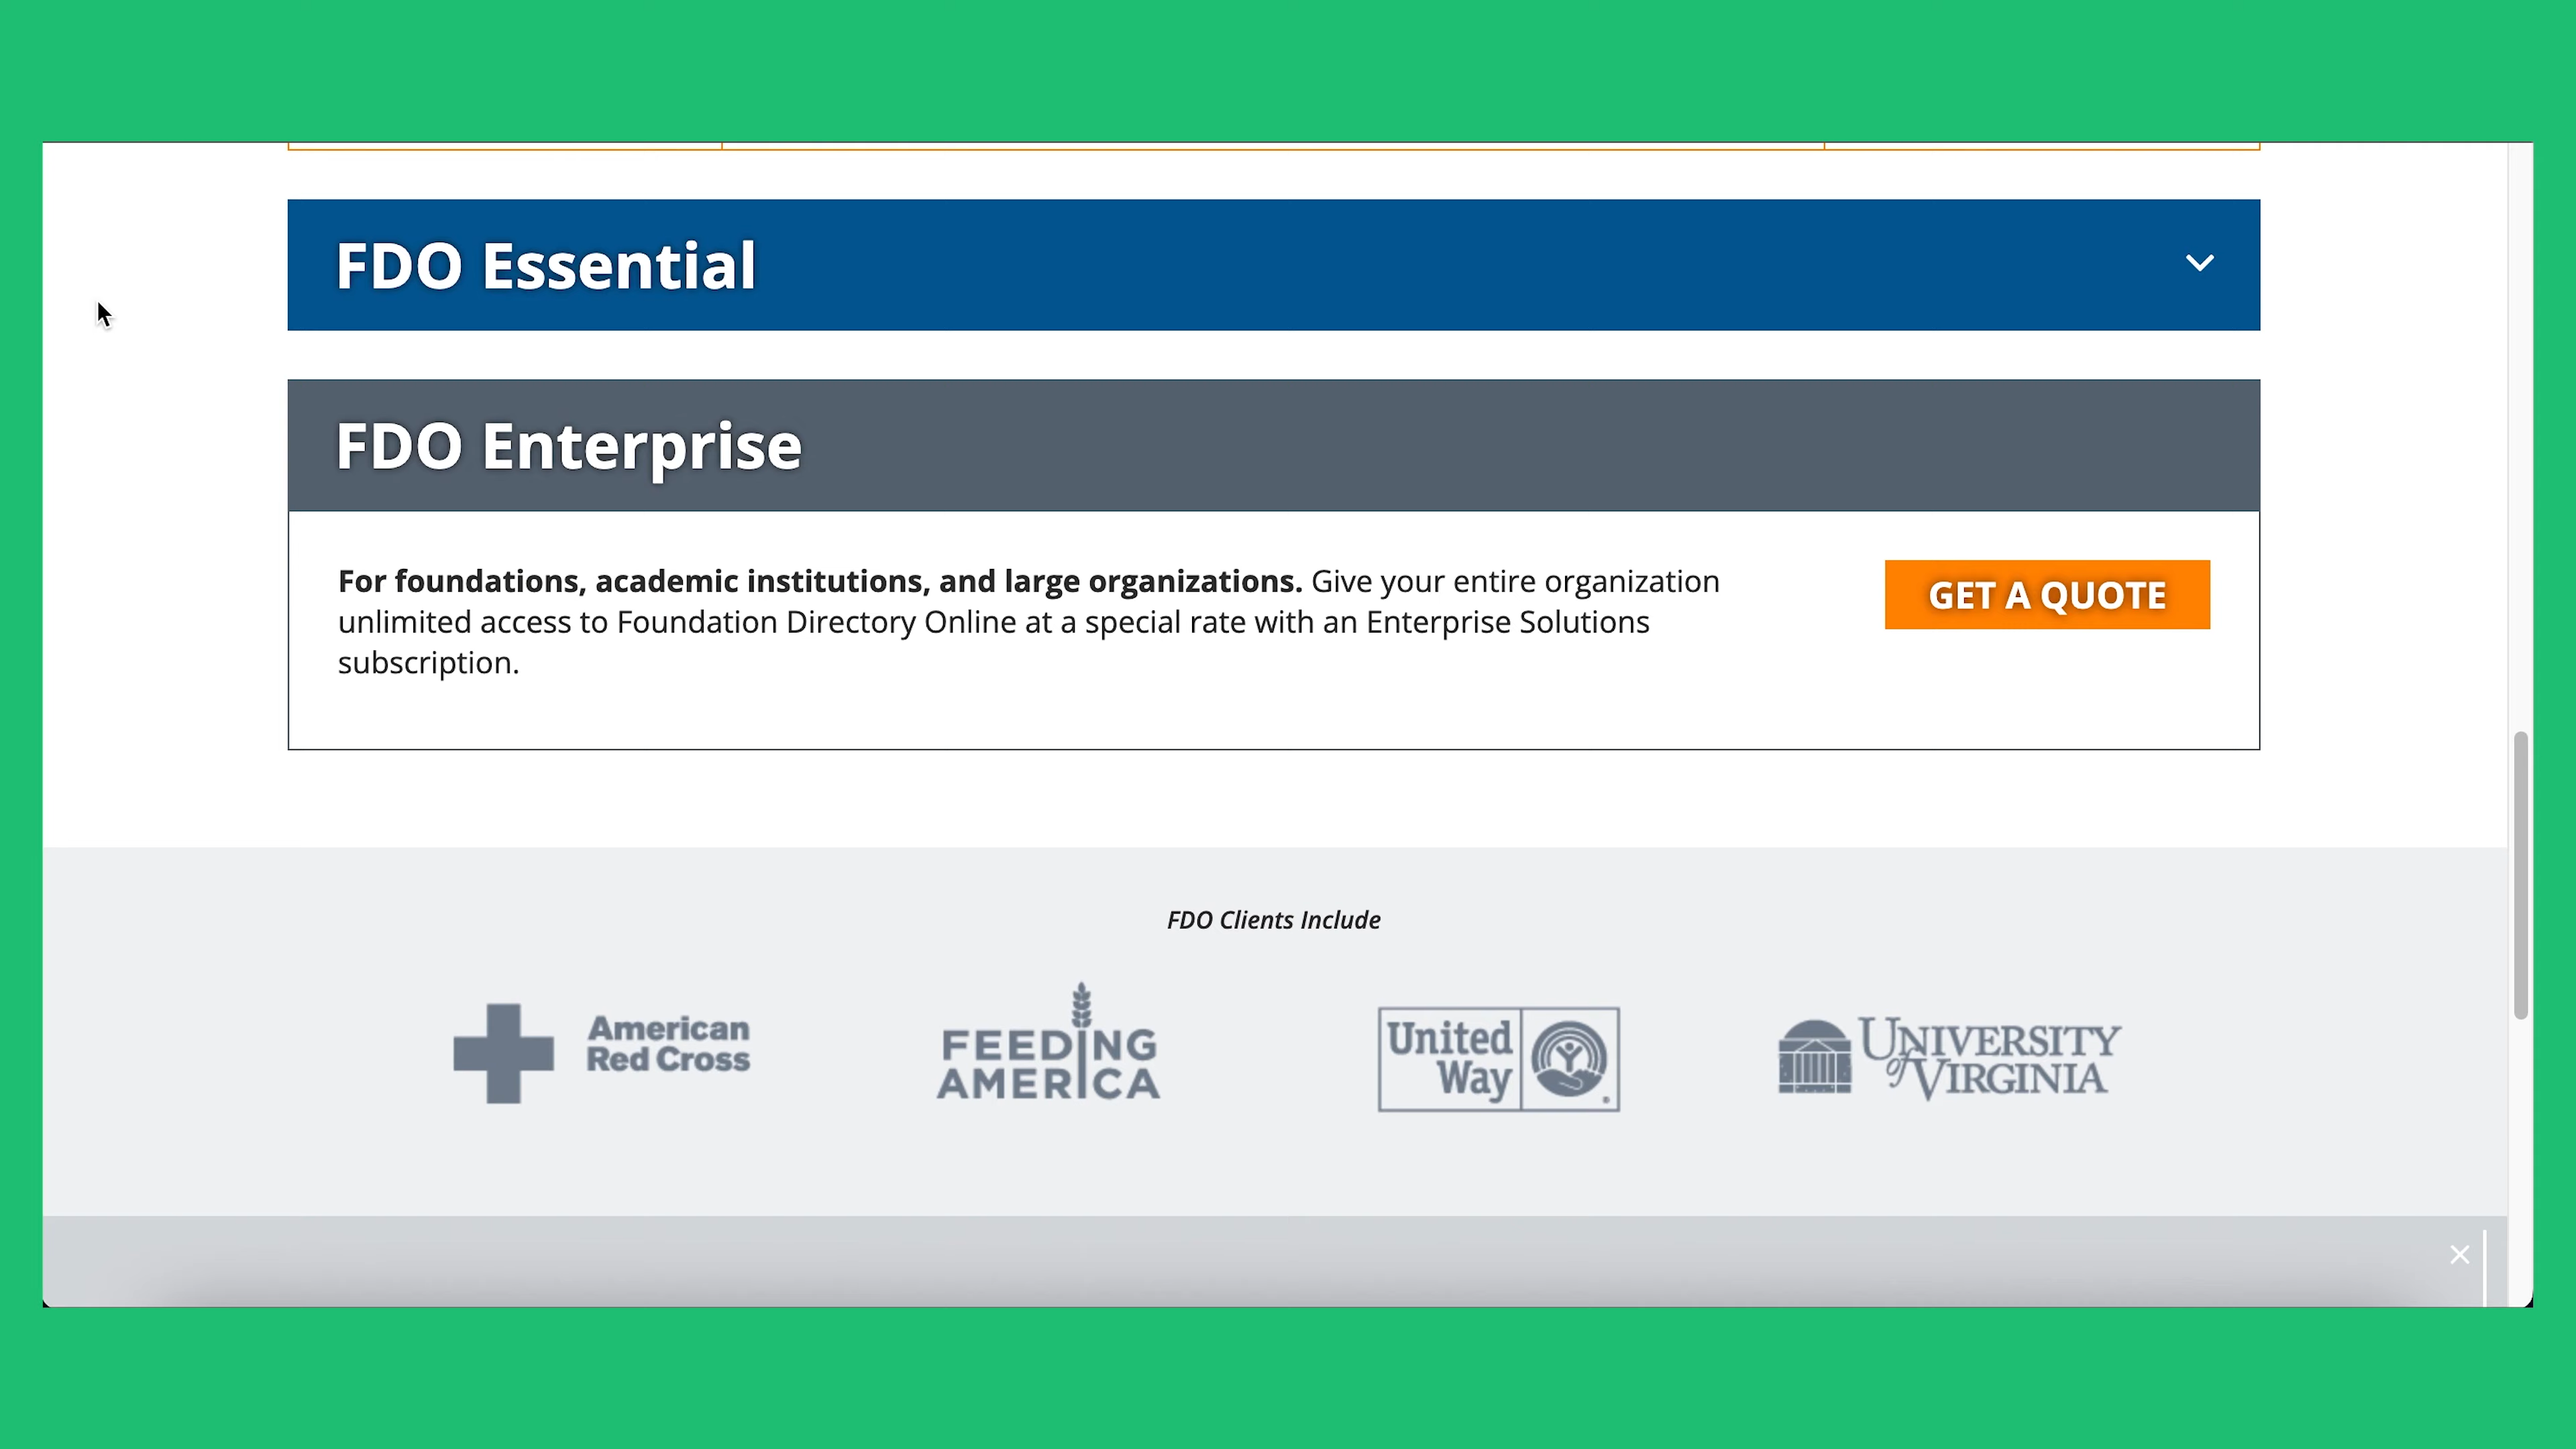 FDO Essential
FDO Enterprise
For foundations, academic institutions, and large organizations. Give your entire organization
unlimited access to Foundation Directory Online at a special rate with an Enterprise Solutions
subscription.
GET A QUOTE
FDO Clients Include
American
Red Cross
FEEDING
AMERICA
United
Way
UNIVERSITY
of VIRGINIA